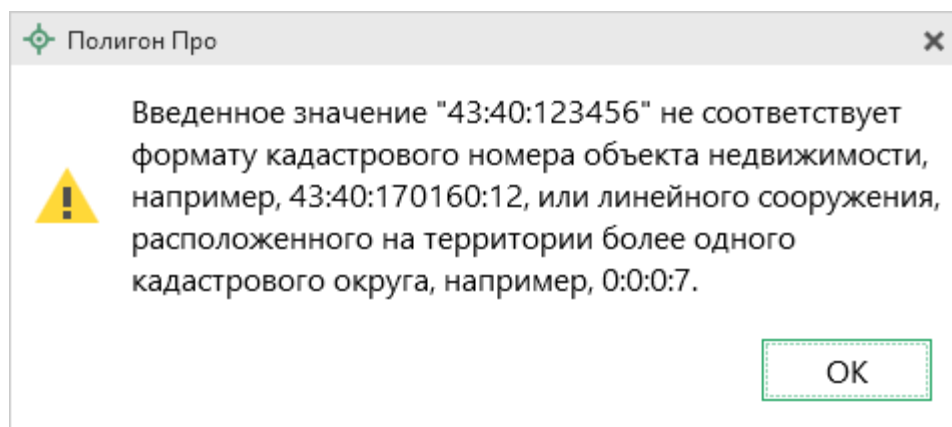 Полигон Про
Введенное значение "43:40:123456" не соответствует
формату кадастрового номера объекта недвижимости,
например, 43:40:170160:12, или линейного сооружения,
расположенного на территории более одного
кадастрового округа, например, 0:0:0:7.
ОК